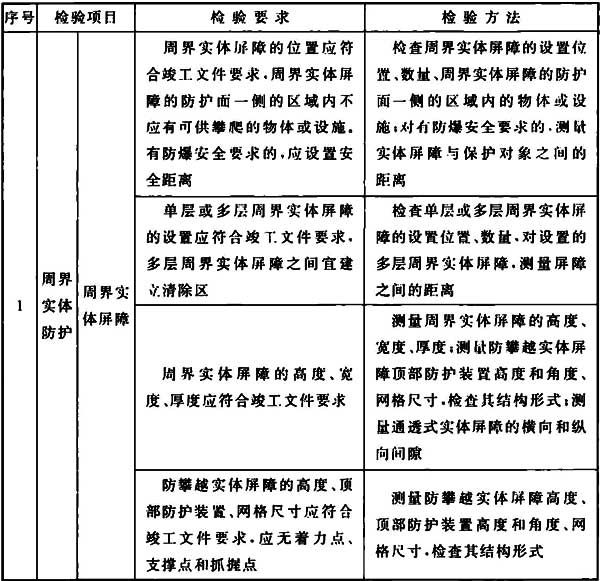 序号 检验项目 检验要求 检验方法
1
周界
实体
防护
周界实
体屏障
周界实体屏障的位置应符
合竣工文件要求,周界实体屏
障的防护面一侧的区域内不
应有可供攀爬的物体或设施。
有防爆安全要求的,应设置安
全距离
检查周界实体屏障的设置位
置、数量、周界实体屏障的防护
面一侧的区域内的物体或设
施;对有防爆安全要求的,测量
实体屏障与保护对象之间的
距离
单层或多层周界实体屏障
的设置应符合竣工文件要求,
多层周界实体屏障之间宜建
立清除区
检查单层或多层周界实体屏
障的设置位置、数量,对设置的
多层周界实体屏障,测量屏障
之间的距离
周界实体屏障的高度、宽
度、厚度应符合竣工文件要求
测量周界实体屏障的高度、
宽度、厚度;测量防攀越实体屏
障顶部防护装置高度和角度、
网格尺寸,检查其结构形式;测
量通透式实体屏障的横向和纵
向间隙
防攀越实体屏障的高度、顶
部防护装置、网格尺寸应符合
竣工文件要求,应无着力点、
支撑点和抓握点
测量防攀越实体屏障高度、
顶部防护装置高度和角度、网
格尺寸,检查其结构形式